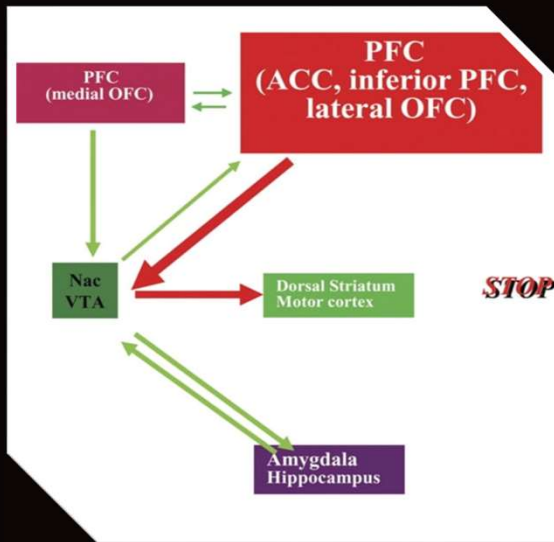 PFC
(medial OFC)
PFC
(ACC, inferior PFC,
lateral OFC)
Nac
VTA
Dorsal Striatum
Motor cortex
STOP
Amygdala
Hippocampus